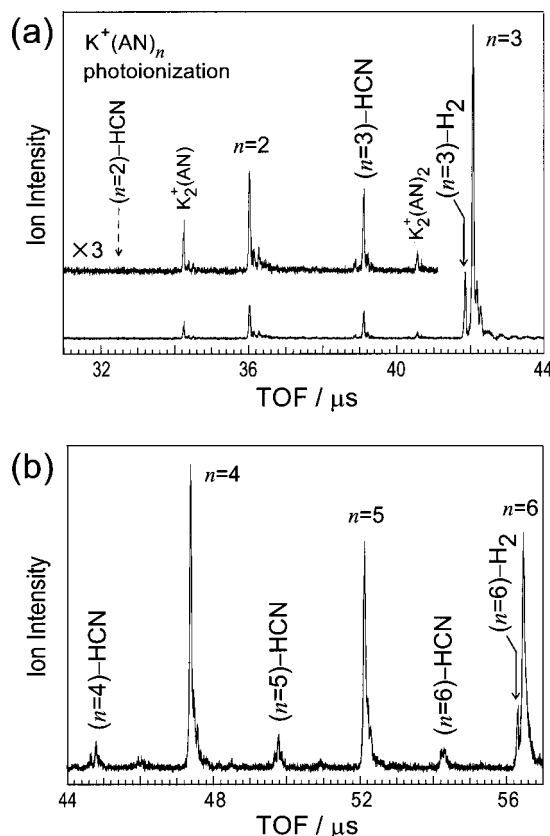 (a)
K⁺(AN)ₙ
photoionization
(n=2)–HCN
K₂⁺(AN)
n=2
(n=3)–HCN
K₂⁺(AN)₂
(n=3)–H₂
n=3
×3
Ion Intensity
32 36 40 44
TOF / μs
(b)
(n=4)–HCN
n=4
(n=5)–HCN
n=5
(n=6)–HCN
(n=6)–H₂
n=6
Ion Intensity
44 48 52 56
TOF / μs